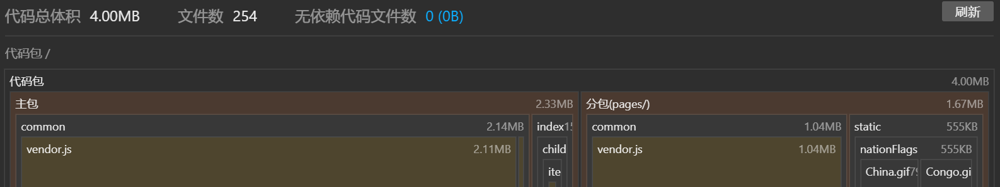 代码总体积 4.00MB 文件数 254 无依赖代码文件数 0 (0B) 刷新
代码包 /
代码包 4.00MB
主包 2.33MB 分包(pages/) 1.67MB
common 2.14MB index 15 common 1.04MB static 555KB
vendor.js 2.11MB child vendor.js 1.04MB nationFlags 555KB
ite China.gif 79 Congo.gi